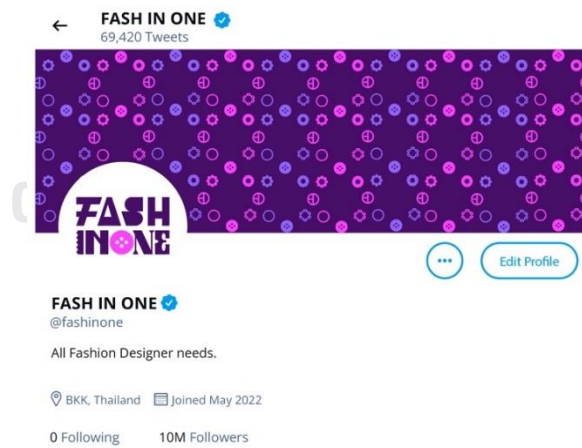 FASH IN ONE
69,420 Tweets
FASH
INONE
Edit Profile
FASH IN ONE
@fashinone
All Fashion Designer needs.
BKK, Thailand Joined May 2022
0 Following 10M Followers